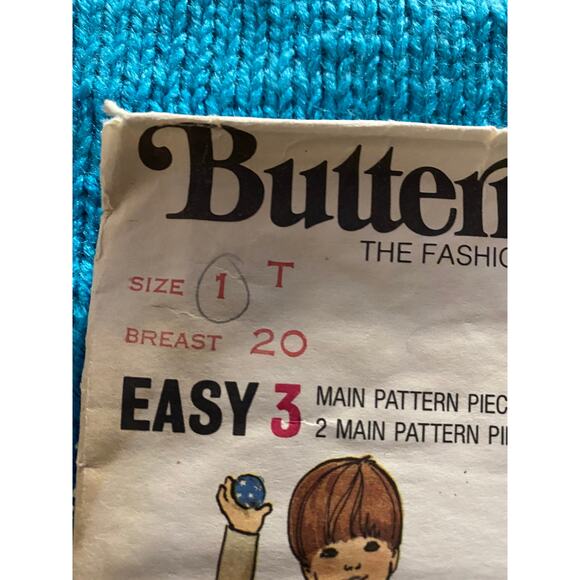 Butter
THE FASHIO
SIZE 1 T
BREAST 20
EASY 3 MAIN PATTERN PIEC
2 MAIN PATTERN PI